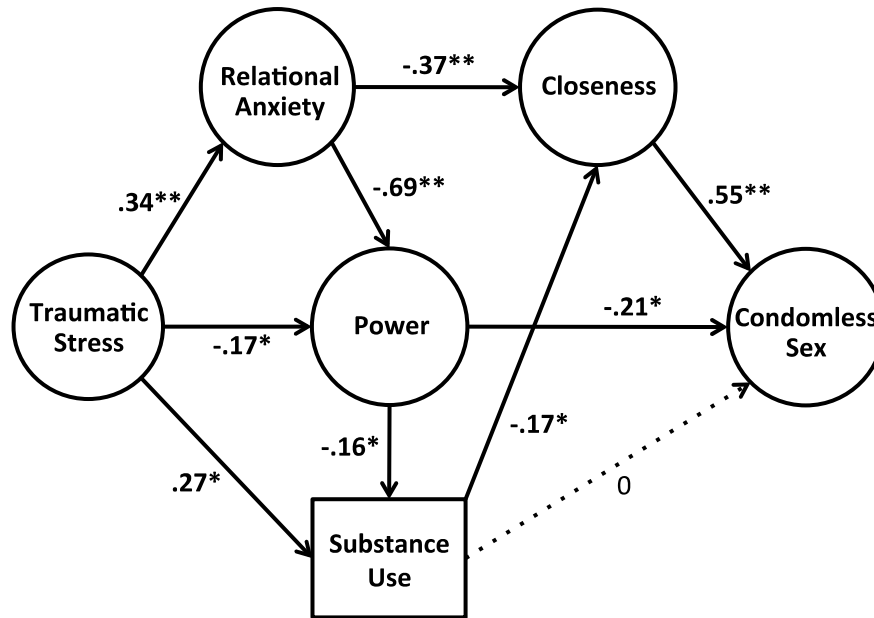 Relational
Anxiety
-.37**
Closeness
.34**
-.69**
.55**
Traumatic
Stress
-.17*
Power
-.21*
Condomless
Sex
.27*
-.16*
-.17*
0
Substance
Use